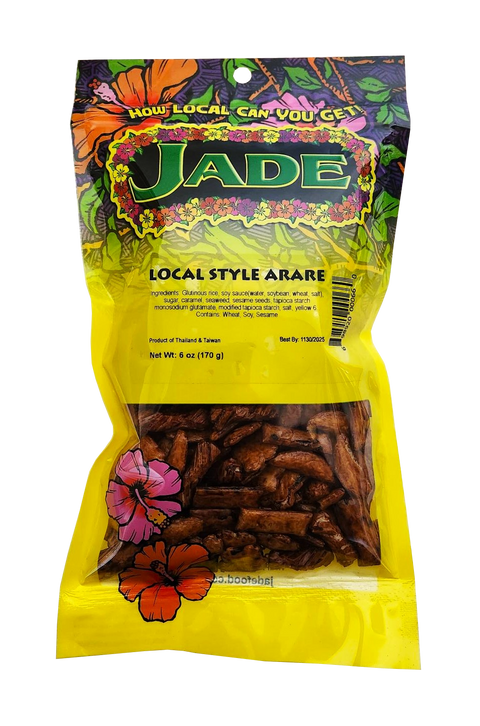 HOW LOCAL CAN YOU GET!
JADE
LOCAL STYLE ARARE
Ingredients: Glutinous rice, soy sauce(water, soybean, wheat, salt),
sugar, caramel, seaweed, sesame seeds, tapioca starch
monosodium glutamate, modified tapioca starch, salt, yellow 6
Contains: Wheat, Soy, Sesame
Product of Thailand & Taiwan
Best By: 1130/2025
Net Wt: 6 oz (170 g)
jadefood.co